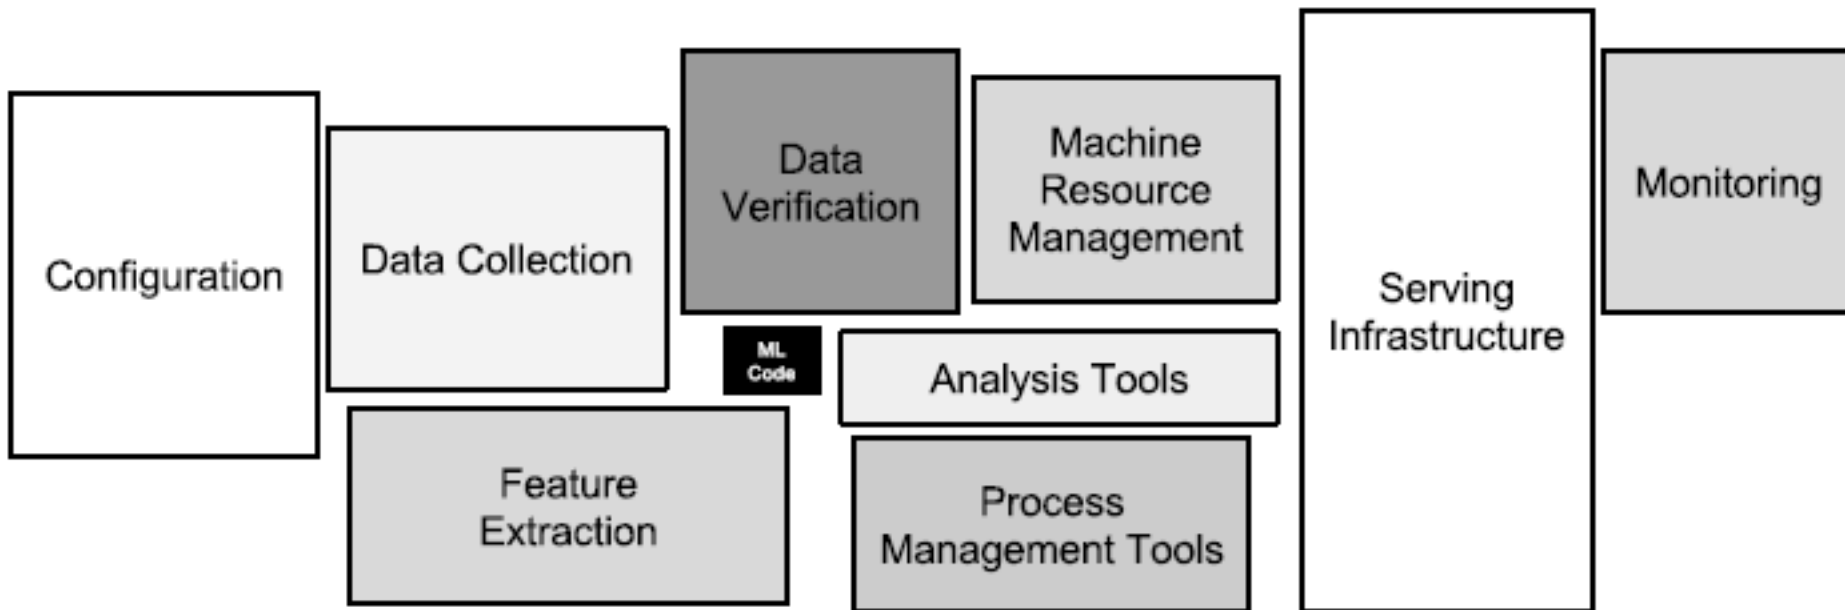 Configuration
Data Collection
Data
Verification
Machine
Resource
Management
Monitoring
Serving
Infrastructure
ML
Code
Analysis Tools
Feature
Extraction
Process
Management Tools